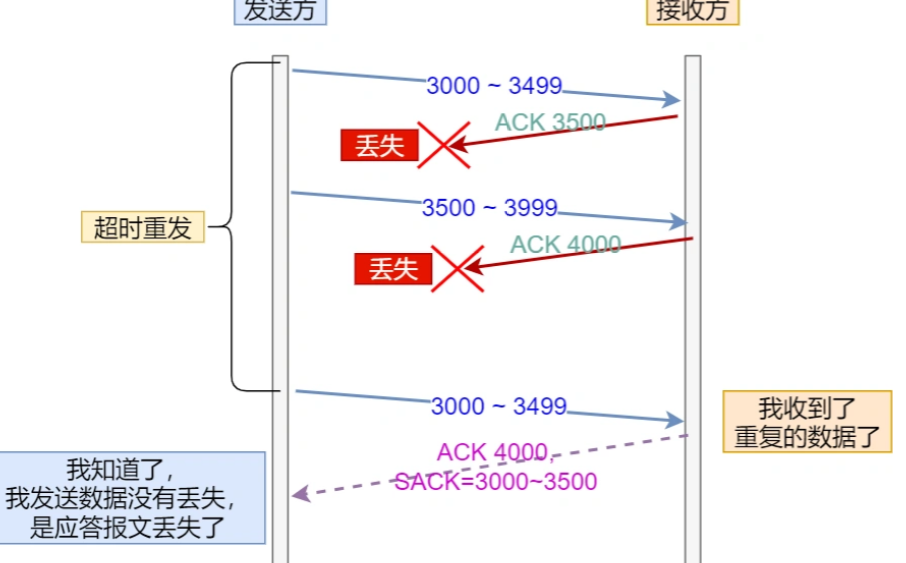 发送方
接收方
3000 ~ 3499
ACK 3500
丢失
3500 ~ 3999
超时重发
ACK 4000
丢失
3000 ~ 3499
我收到了
重复的数据了
ACK 4000,
SACK=3000~3500
我知道了，
我发送数据没有丢失，
是应答报文丢失了